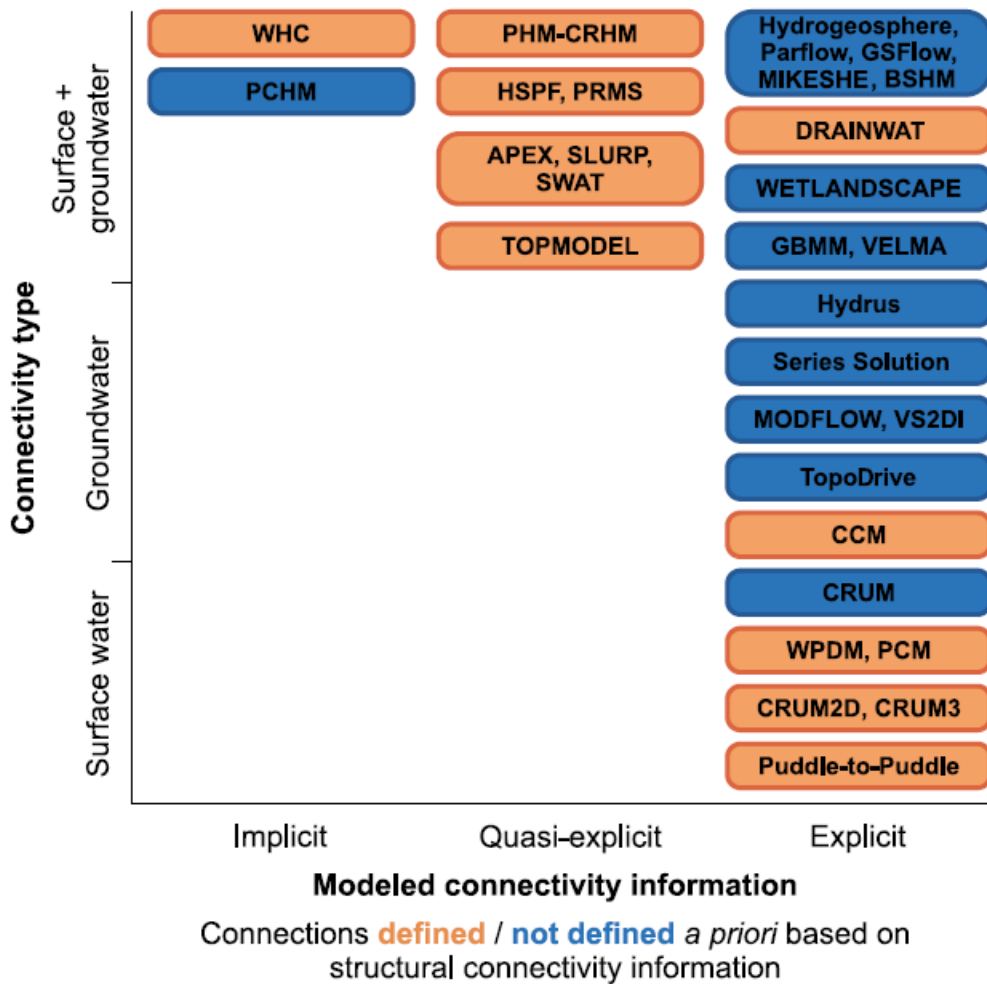 WHC
PHM-CRHM
Hydrogeosphere,
Parflow, GSFlow,
MIKESHE, BSHM
PCHM
HSPF, PRMS
DRAINWAT
APEX, SLURP,
SWAT
WETLANDSCAPE
TOPMODEL
GBMM, VELMA
Hydrus
Series Solution
MODFLOW, VS2DI
TopoDrive
CCM
CRUM
WPDM, PCM
CRUM2D, CRUM3
Puddle-to-Puddle
Connectivity type
Surface +
groundwater
Groundwater
Surface water
Implicit
Quasi-explicit
Explicit
Modeled connectivity information
Connections defined / not defined a priori based on
structural connectivity information